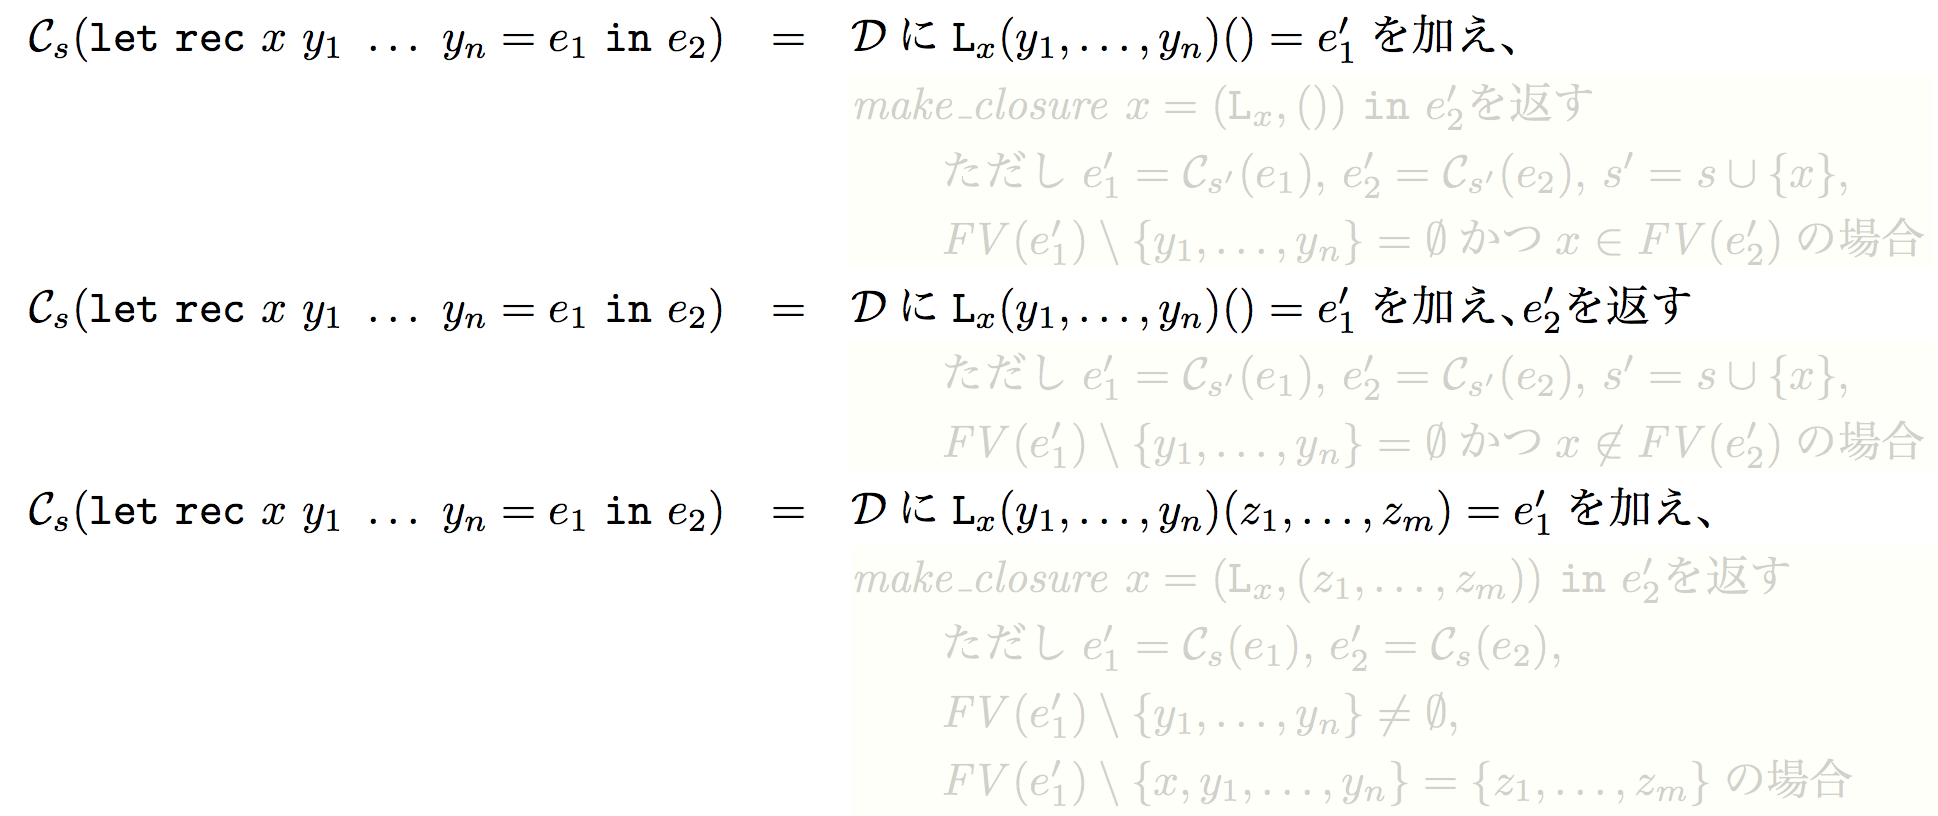 𝒞ₛ(let rec x y₁ … yₙ = e₁ in e₂) = 𝒟 に Lₓ(y₁, …, yₙ)() = e′₁ を加え、
make_closure x = (Lₓ, ()) in e′₂を返す
ただし e′₁ = 𝒞ₛ′(e₁), e′₂ = 𝒞ₛ′(e₂), s′ = s ∪ {x},
FV(e′₁) \ {y₁, …, yₙ} = ∅ かつ x ∈ FV(e′₂) の場合
𝒞ₛ(let rec x y₁ … yₙ = e₁ in e₂) = 𝒟 に Lₓ(y₁, …, yₙ)() = e′₁ を加え、e′₂を返す
ただし e′₁ = 𝒞ₛ′(e₁), e′₂ = 𝒞ₛ′(e₂), s′ = s ∪ {x},
FV(e′₁) \ {y₁, …, yₙ} = ∅ かつ x ∉ FV(e′₂) の場合
𝒞ₛ(let rec x y₁ … yₙ = e₁ in e₂) = 𝒟 に Lₓ(y₁, …, yₙ)(z₁, …, zₘ) = e′₁ を加え、
make_closure x = (Lₓ, (z₁, …, zₘ)) in e′₂を返す
ただし e′₁ = 𝒞ₛ(e₁), e′₂ = 𝒞ₛ(e₂),
FV(e′₁) \ {y₁, …, yₙ} ≠ ∅,
FV(e′₁) \ {x, y₁, …, yₙ} = {z₁, …, zₘ} の場合